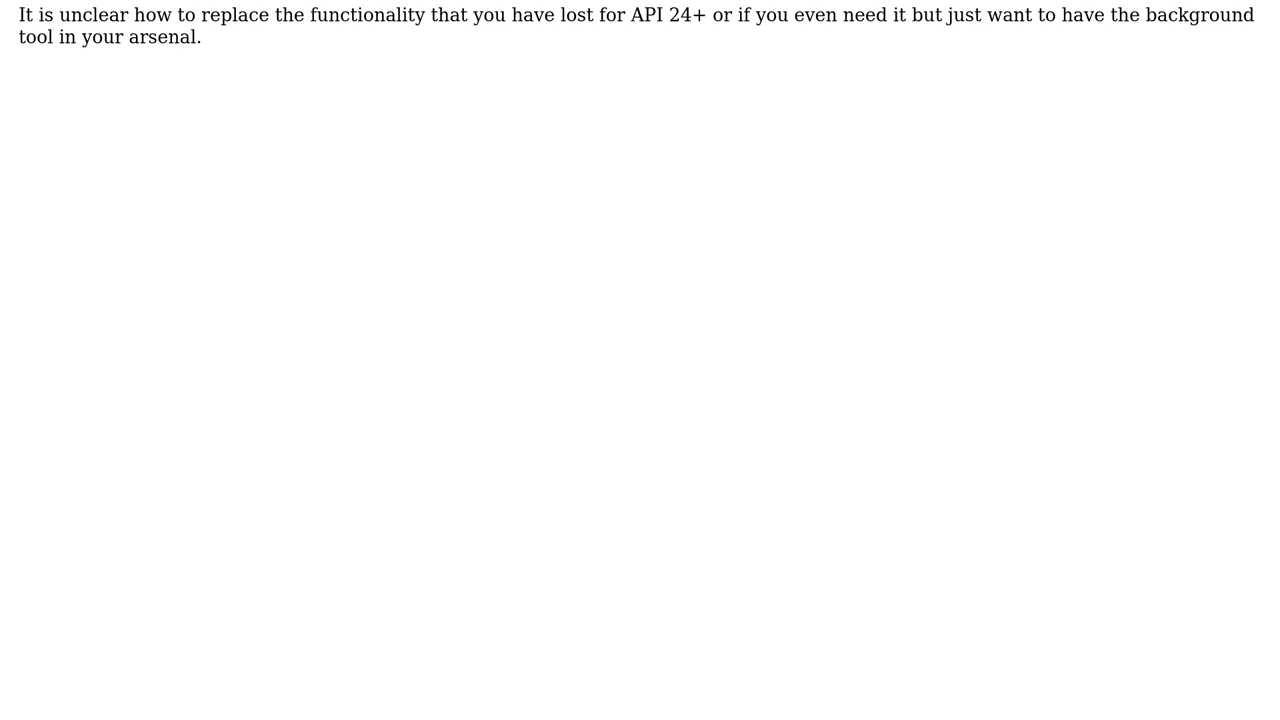 It is unclear how to replace the functionality that you have lost for API 24+ or if you even need it but just want to have the background
tool in your arsenal.